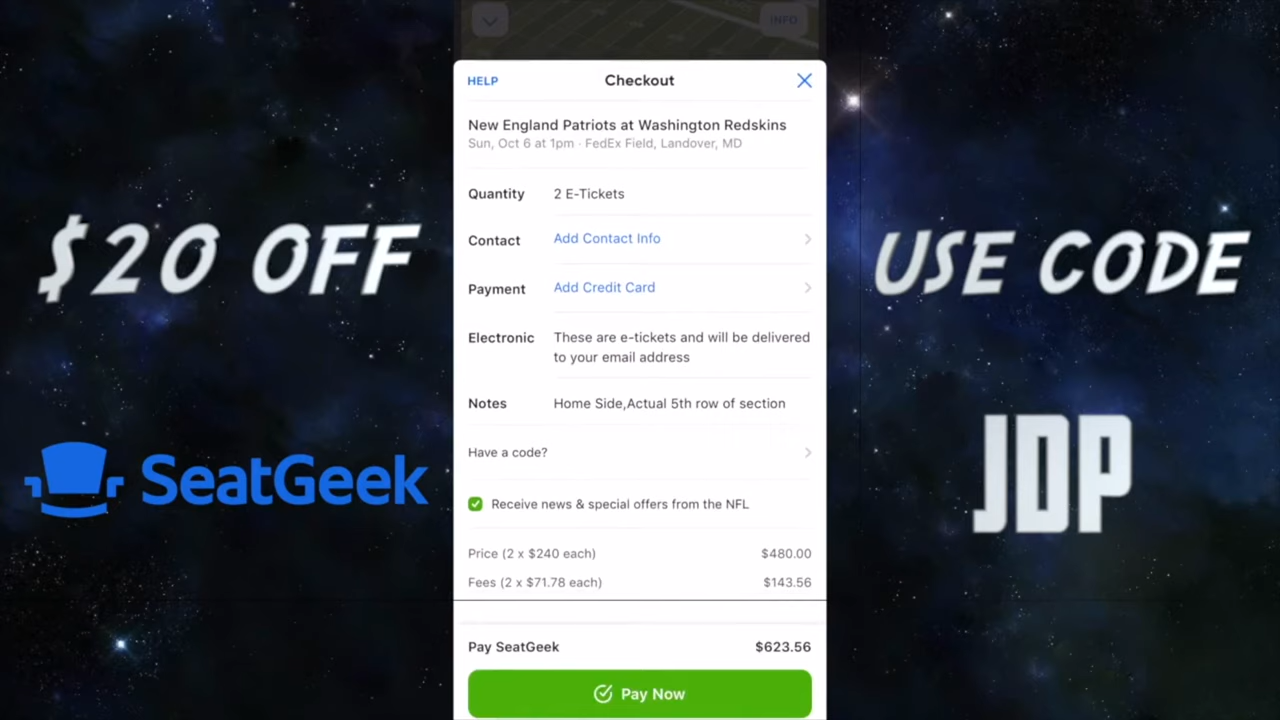 INFO
HELP
Checkout
New England Patriots at Washington Redskins
Sun, Oct 6 at 1pm · FedEx Field, Landover, MD
Quantity 2 E-Tickets
Contact Add Contact Info
Payment Add Credit Card
Electronic These are e-tickets and will be delivered
to your email address
Notes Home Side,Actual 5th row of section
Have a code?
Receive news & special offers from the NFL
Price (2 x $240 each) $480.00
Fees (2 x $71.78 each) $143.56
Pay SeatGeek $623.56
Pay Now
$20 OFF
SeatGeek
USE CODE
JDP